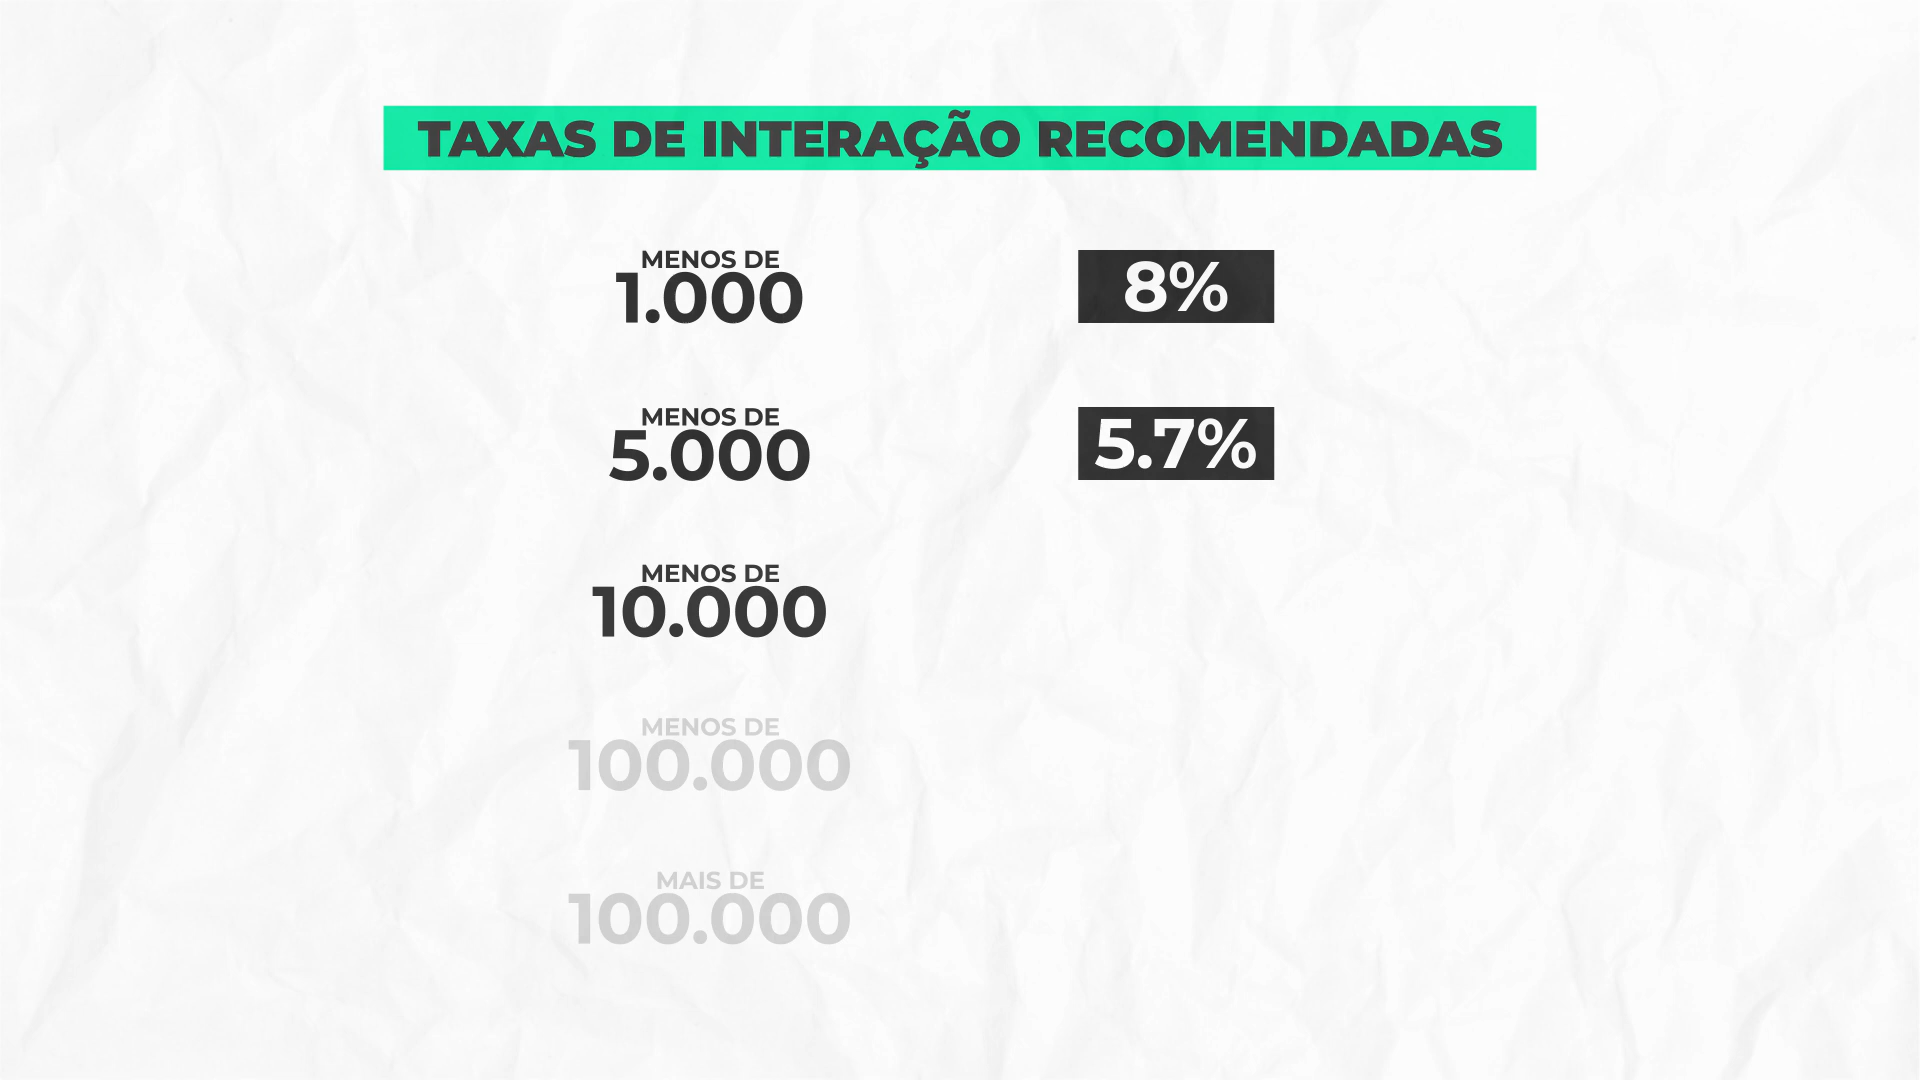 TAXAS DE INTERAÇÃO RECOMENDADAS
MENOS DE
1.000
8%
MENOS DE
5.000
5.7%
MENOS DE
10.000
MENOS DE
100.000
MAIS DE
100.000